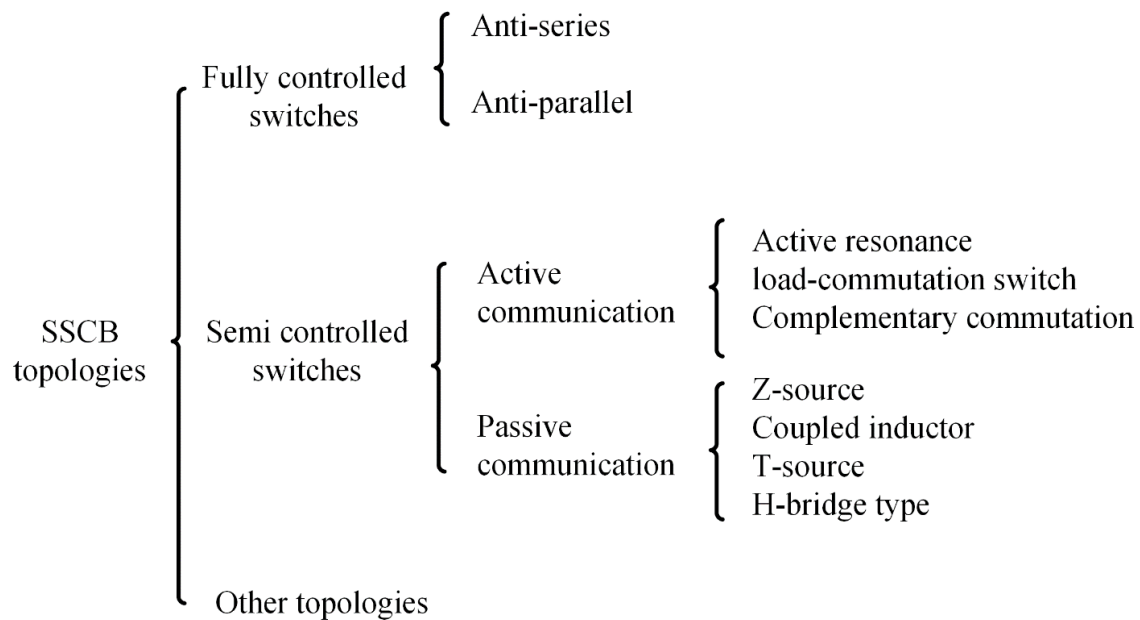 SSCB
topologies
Fully controlled
switches
Anti-series
Anti-parallel
Semi controlled
switches
Active
communication
Active resonance
load-commutation switch
Complementary commutation
Passive
communication
Z-source
Coupled inductor
T-source
H-bridge type
Other topologies